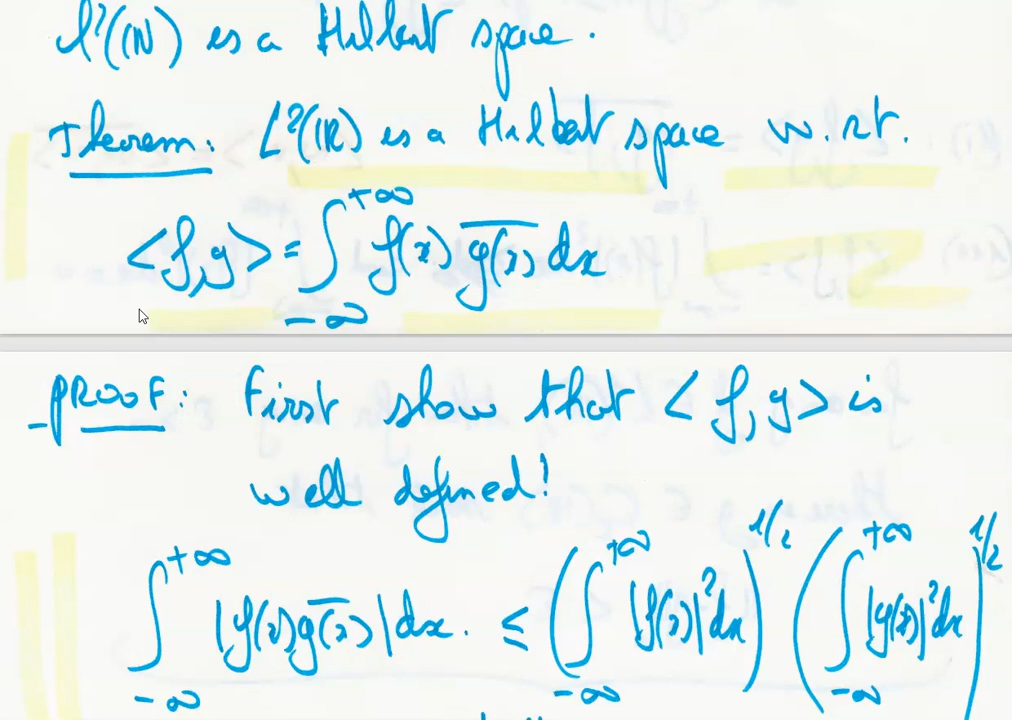 ℓ²(ℕ) is a Hilbert space.
Theorem: L²(ℝ) is a Hilbert space w.r.t.
<f,g> = ∫_{-∞}^{+∞} f(x) \overline{g(x)} dx
PROOF: First show that <f,g> is
well defined!
∫_{-∞}^{+∞} |f(x)\overline{g(x)}| dx. ≤ (∫_{-∞}^{+∞} |f(x)|² dx)^{1/2} (∫_{-∞}^{+∞} |g(x)|² dx)^{1/2}